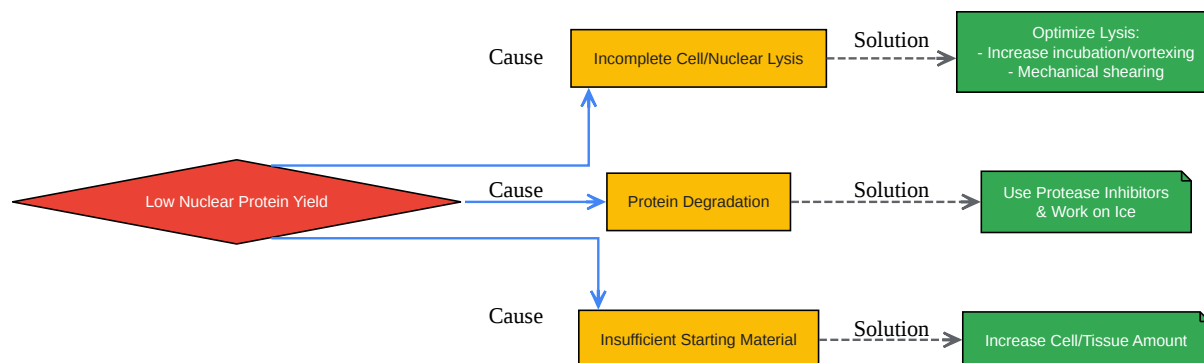 Cause
Incomplete Cell/Nuclear Lysis
Solution
Optimize Lysis:
- Increase incubation/vortexing
- Mechanical shearing
Low Nuclear Protein Yield
Cause
Protein Degradation
Solution
Use Protease Inhibitors
& Work on Ice
Cause
Insufficient Starting Material
Solution
Increase Cell/Tissue Amount